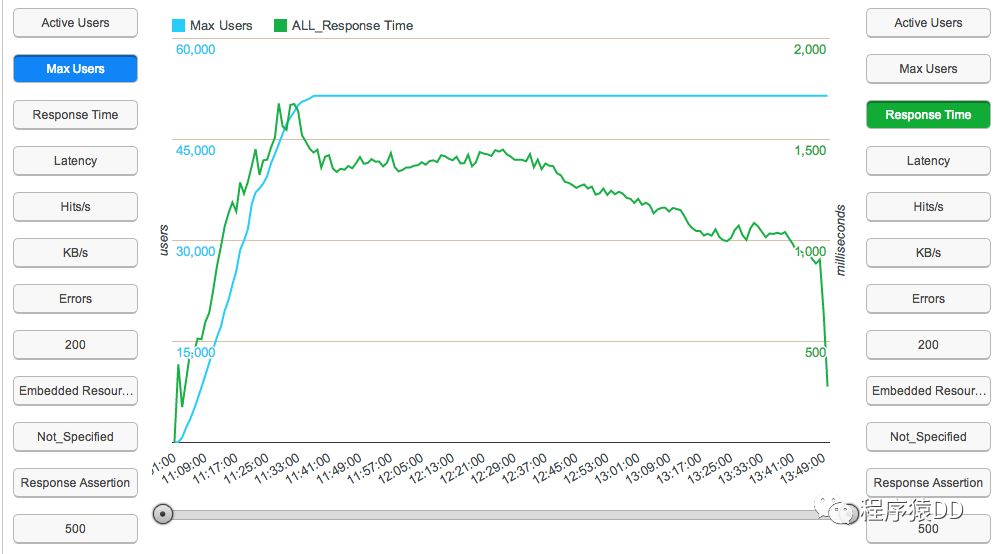 Active Users
Max Users
Response Time
Latency
Hits/s
KB/s
Errors
200
Embedded Resour…
Not_Specified
Response Assertion
500
Max Users ALL_Response Time
60,000 2,000
45,000 1,500
30,000 1,000
15,000 500
users
milliseconds
01:00 11:09:00 11:17:00 11:25:00 11:33:00 11:41:00 11:49:00 11:57:00 12:05:00 12:13:00 12:21:00 12:29:00 12:37:00 12:45:00 12:53:00 13:01:00 13:09:00 13:17:00 13:25:00 13:33:00 13:41:00 13:49:00
Active Users
Max Users
Response Time
Latency
Hits/s
KB/s
Errors
200
Embedded Resour…
Not_Specified
Response Assertion
500
程序猿DD